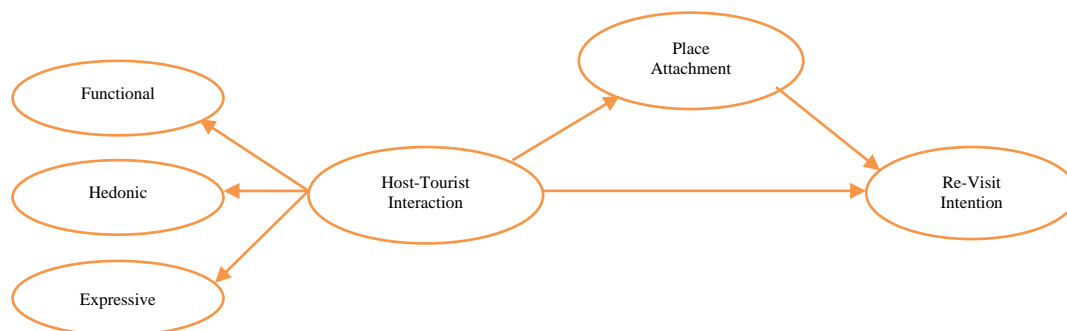 Place
Attachment
Functional
Hedonic
Host-Tourist
Interaction
Re-Visit
Intention
Expressive